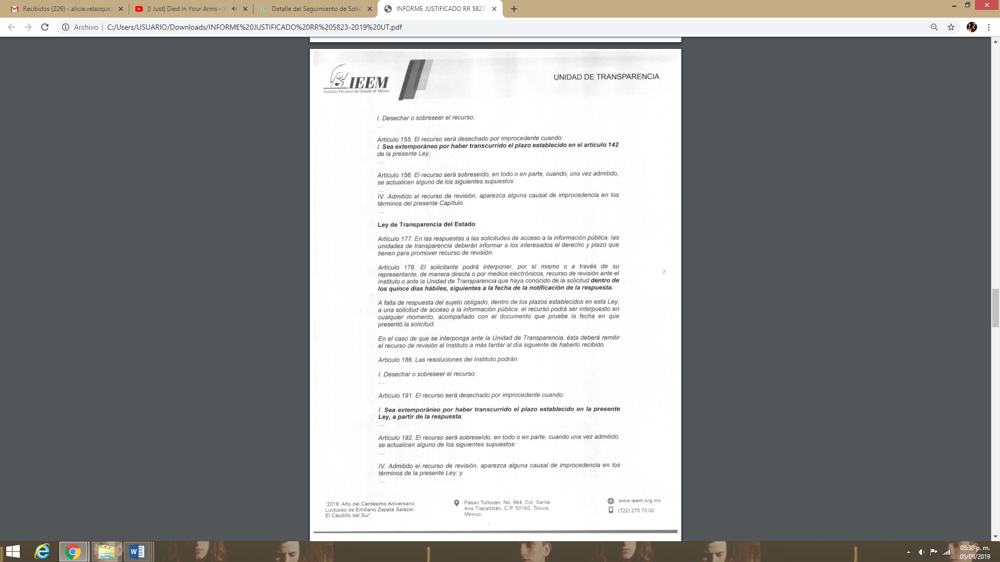 Recibidos (226) - alicia.velazquez
[I Just] Died In Your Arms - Y
Detalle del Seguimiento de Solic
INFORME JUSTIFICADO RR 5823-
Archivo
C:/Users/USUARIO/Downloads/INFORME%20JUSTIFICADO%20RR%205823-2019%20UT.pdf
IEEM
Instituto Electoral del Estado de México
UNIDAD DE TRANSPARENCIA
I. Desechar o sobreseer el recurso;
...
Artículo 155. El recurso será desechado por improcedente cuando:
I. Sea extemporáneo por haber transcurrido el plazo establecido en el artículo 142
de la presente Ley;
...
Artículo 156. El recurso será sobreseído, en todo o en parte, cuando, una vez admitido,
se actualicen alguno de los siguientes supuestos:
...
IV. Admitido el recurso de revisión, aparezca alguna causal de improcedencia en los
términos del presente Capítulo.
...
Ley de Transparencia del Estado
Artículo 177. En las respuestas a las solicitudes de acceso a la información pública, las
unidades de transparencia deberán informar a los interesados el derecho y plazo que
tienen para promover recurso de revisión.
Artículo 178. El solicitante podrá interponer, por sí mismo o a través de su
representante, de manera directa o por medios electrónicos, recurso de revisión ante el
Instituto o ante la Unidad de Transparencia que haya conocido de la solicitud dentro de
los quince días hábiles, siguientes a la fecha de la notificación de la respuesta.
7
A falta de respuesta del sujeto obligado, dentro de los plazos establecidos en esta Ley,
a una solicitud de acceso a la información pública, el recurso podrá ser interpuesto en
cualquier momento, acompañado con el documento que pruebe la fecha en que
presentó la solicitud.
En el caso de que se interponga ante la Unidad de Transparencia, ésta deberá remitir
el recurso de revisión al Instituto a más tardar al día siguiente de haberlo recibido.
Artículo 186. Las resoluciones del Instituto podrán:
I. Desechar o sobreseer el recurso;
...
Artículo 191. El recurso será desechado por improcedente cuando:
I. Sea extemporáneo por haber transcurrido el plazo establecido en la presente
Ley, a partir de la respuesta;
...
Artículo 192. El recurso será sobreseído, en todo o en parte, cuando una vez admitido,
se actualicen alguno de los siguientes supuestos:
...
IV. Admitido el recurso de revisión, aparezca alguna causal de improcedencia en los
términos de la presente Ley; y
...
"2019. Año del Centésimo Aniversario
Luctuoso de Emiliano Zapata Salazar.
El Caudillo del Sur".
Paseo Tollocan No. 944, Col. Santa
Ana Tlapaltitlán, C.P. 50160, Toluca,
México.
www.ieem.org.mx
(722) 275 73 00
05:30 p. m.
05/09/2019